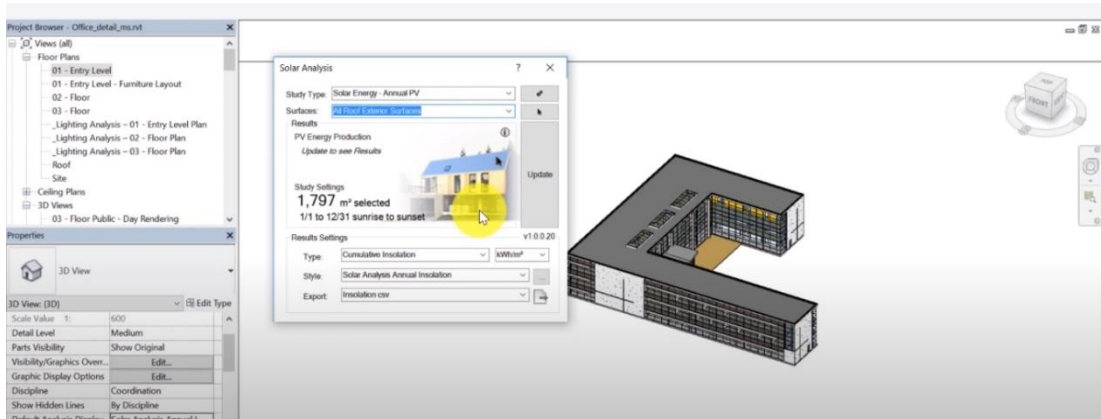 Project Browser - Office_detail_ms.rvt
Views (all)
Floor Plans
01 - Entry Level
01 - Entry Level - Furniture Layout
02 - Floor
03 - Floor
_Lighting Analysis – 01 - Entry Level Plan
_Lighting Analysis – 02 - Floor Plan
_Lighting Analysis – 03 - Floor Plan
Roof
Site
Ceiling Plans
3D Views
03 - Floor Public - Day Rendering
Properties
3D View
3D View: {3D}
Edit Type
Scale Value 1: 600
Detail Level Medium
Parts Visibility Show Original
Visibility/Graphics Overr... Edit...
Graphic Display Options Edit...
Discipline Coordination
Show Hidden Lines By Discipline
Default Analysis Display Solar Analysis Annual I...
Solar Analysis ?
Study Type: Solar Energy - Annual PV
Surfaces: All Roof Exterior Surfaces
Results
PV Energy Production
Update to see Results
Update
Study Settings
1,797 m² selected
1/1 to 12/31 sunrise to sunset
Results Settings v1.0.0.20
Type: Cumulative Insolation kWh/m²
Style: Solar Analysis Annual Insolation ...
Export: Insolation csv
TOP
FRONT